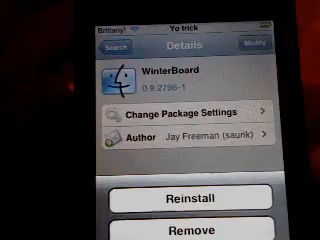 Brittany! Yo trick
Search Details Modify
WinterBoard
0.9.2796-1
Change Package Settings
Author Jay Freeman (saurik)
Reinstall
Remove